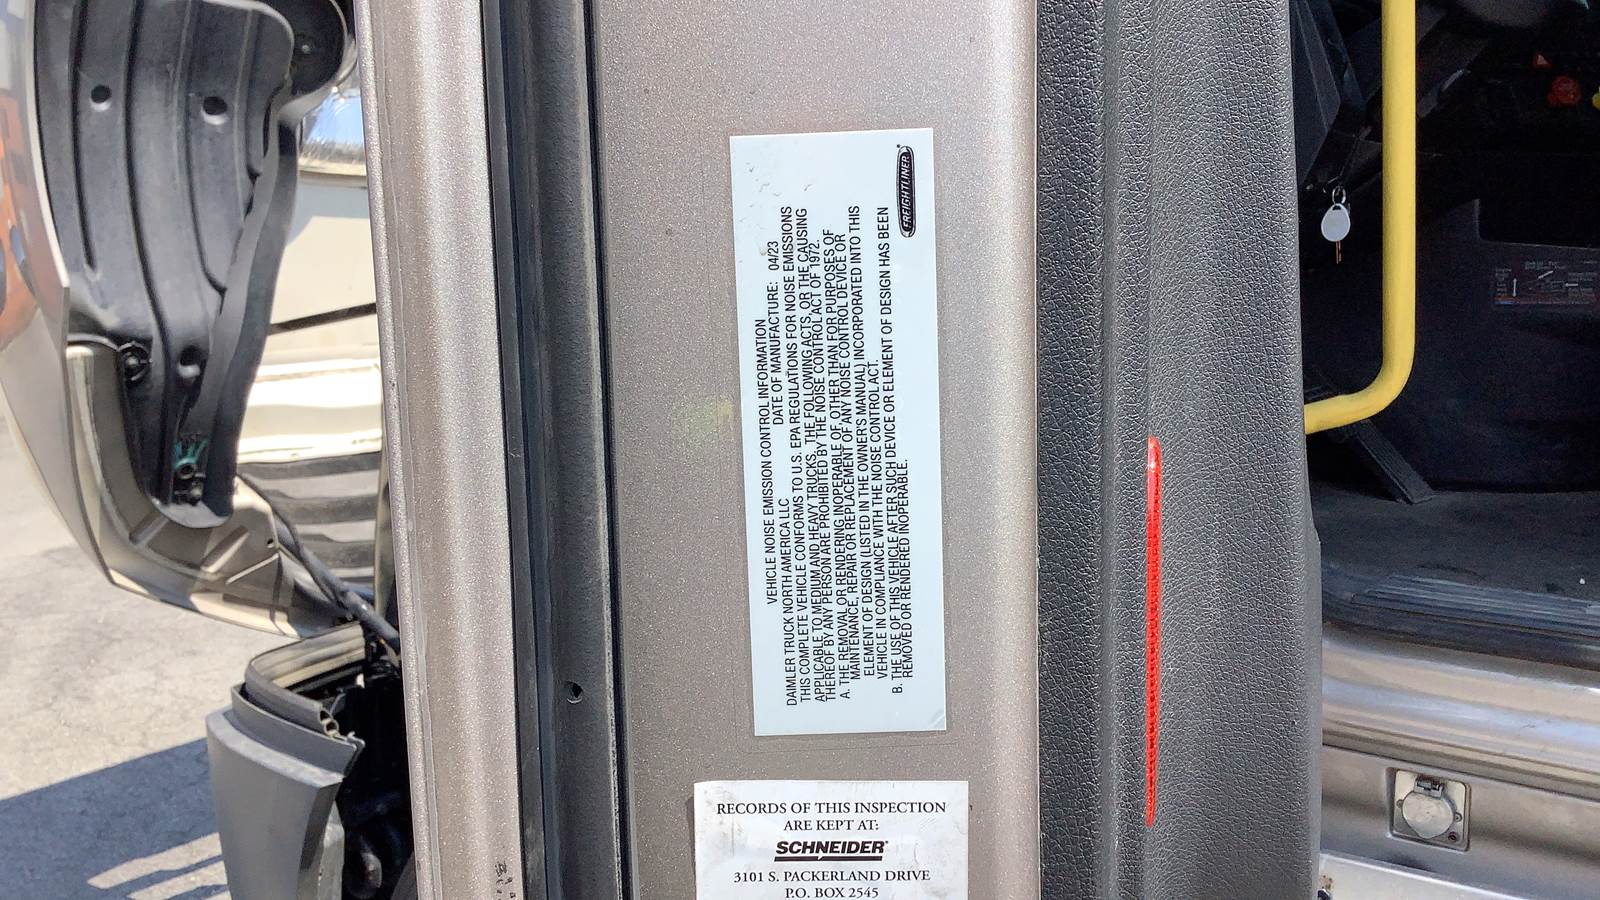 FREIGHTLINER
VEHICLE NOISE EMISSION CONTROL INFORMATION
DAIMLER TRUCK NORTH AMERICA LLC DATE OF MANUFACTURE: 04/23
THIS COMPLETE VEHICLE CONFORMS TO U.S. EPA REGULATIONS FOR NOISE EMISSIONS
APPLICABLE TO MEDIUM AND HEAVY TRUCKS. THE FOLLOWING ACTS, OR THE CAUSING
THEREOF BY ANY PERSON ARE PROHIBITED BY THE NOISE CONTROL ACT OF 1972.
A. THE REMOVAL OR RENDERING INOPERABLE OF, OTHER THAN FOR PURPOSES OF
MAINTENANCE, REPAIR OR REPLACEMENT OF ANY NOISE CONTROL DEVICE OR
ELEMENT OF DESIGN (LISTED IN THE OWNER'S MANUAL) INCORPORATED INTO THIS
VEHICLE IN COMPLIANCE WITH THE NOISE CONTROL ACT.
B. THE USE OF THIS VEHICLE AFTER SUCH DEVICE OR ELEMENT OF DESIGN HAS BEEN
REMOVED OR RENDERED INOPERABLE.
RECORDS OF THIS INSPECTION
ARE KEPT AT:
SCHNEIDER
3101 S. PACKERLAND DRIVE
P.O. BOX 2545